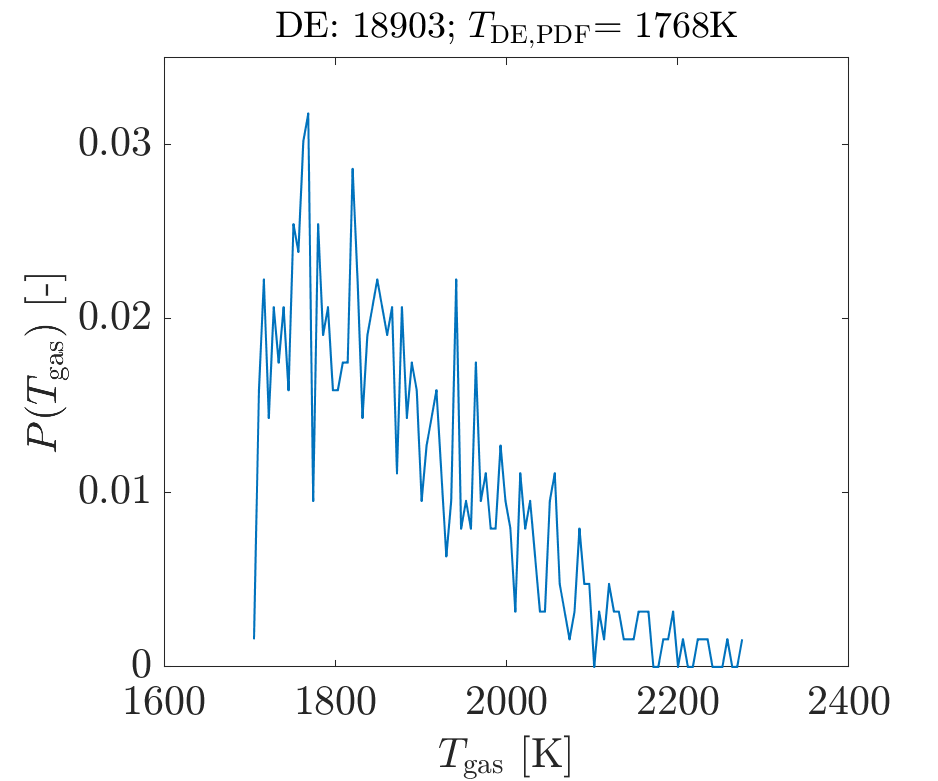 DE: 18903; T_DE,PDF= 1768K
0.03
0.02
0.01
0
P(T_gas) [-]
1600 1800 2000 2200 2400
T_gas [K]